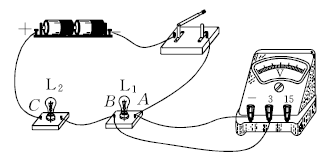 + −
L₂ L₁
C B A
V
− 3 15